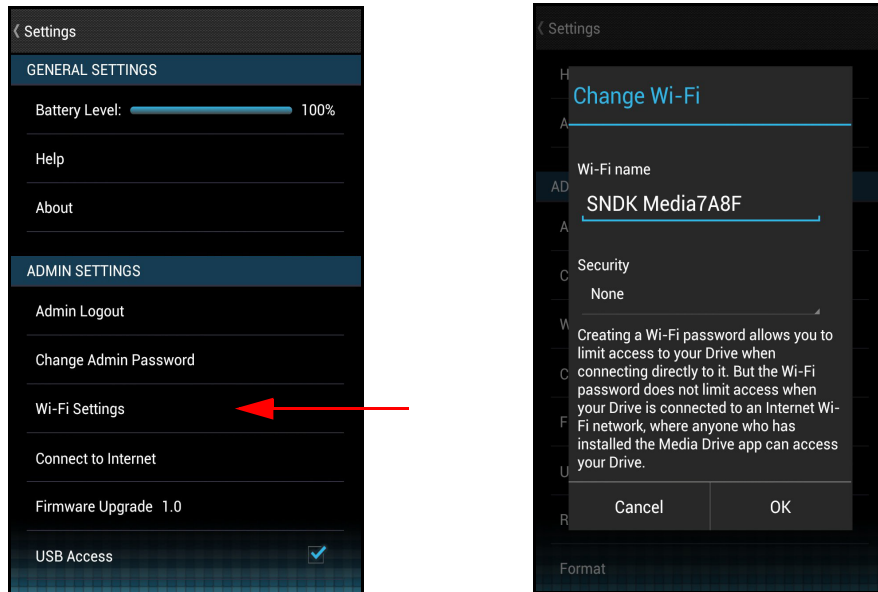 Settings
GENERAL SETTINGS
Battery Level: 100%
Help
About
ADMIN SETTINGS
Admin Logout
Change Admin Password
Wi-Fi Settings
Connect to Internet
Firmware Upgrade 1.0
USB Access
Settings
H
A
AD
A
C
W
C
F
U
R
Format
Change Wi-Fi
Wi-Fi name
SNDK Media7A8F
Security
None
Creating a Wi-Fi password allows you to
limit access to your Drive when
connecting directly to it. But the Wi-Fi
password does not limit access when
your Drive is connected to an Internet Wi-
Fi network, where anyone who has
installed the Media Drive app can access
your Drive.
Cancel OK